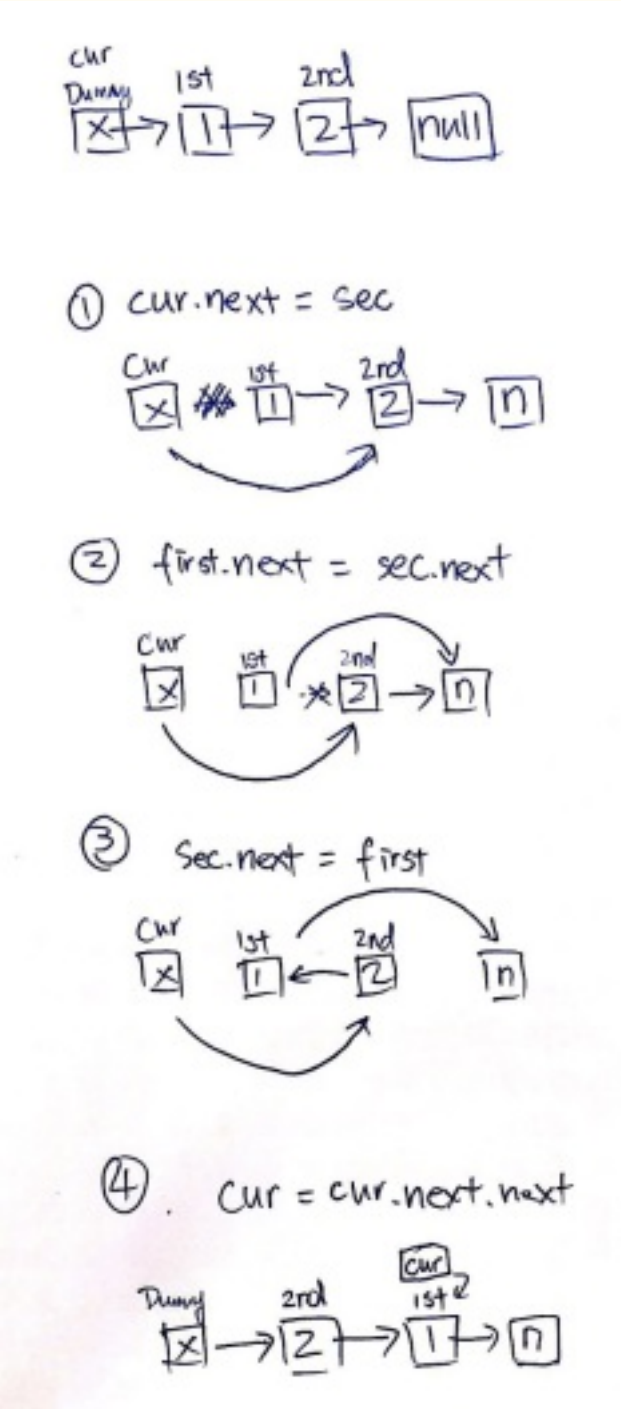 cur
Dummy 1st 2nd
X 1 2 null
① cur.next = sec
Cur 1st 2nd
X 1 2 n
② first.next = sec.next
Cur 1st 2nd
X 1 2 n
③ Sec.next = first
Cur 1st 2nd
X 1 2 n
④. Cur = cur.next.next
cur
Dummy 2nd 1st
X 2 1 n